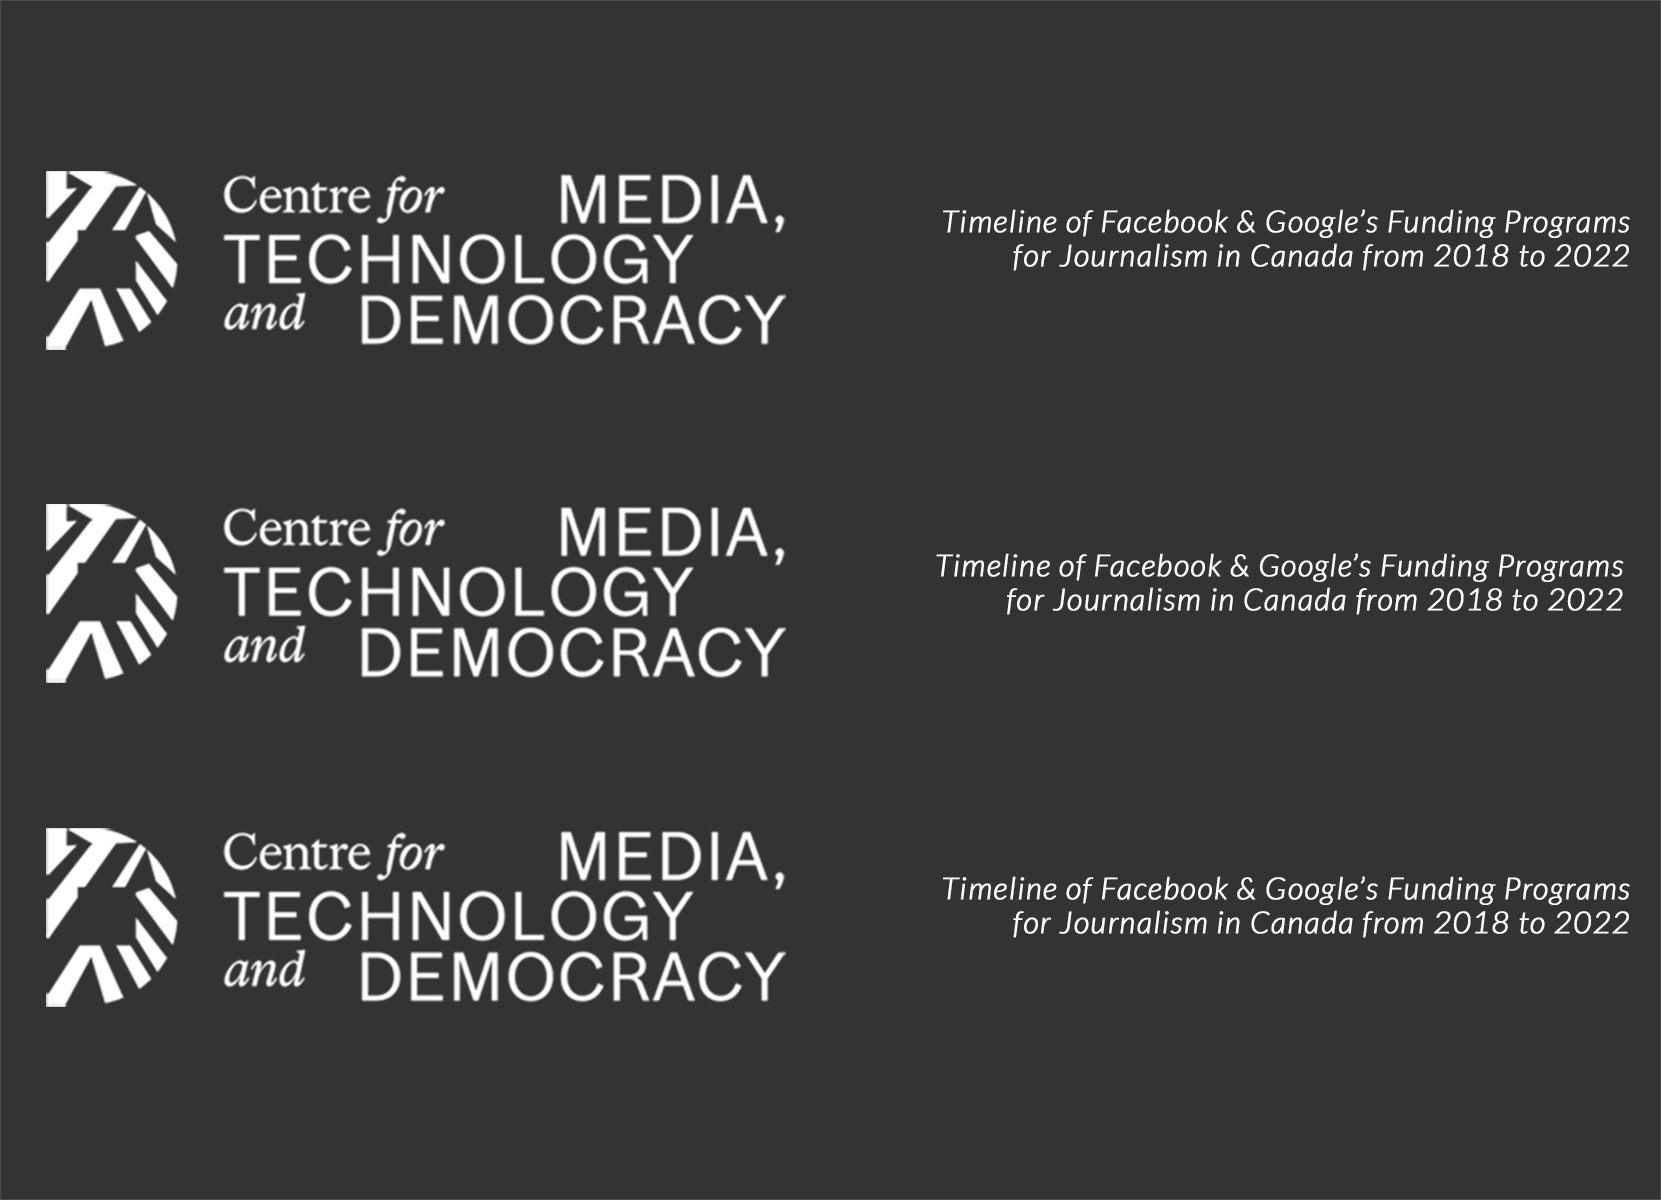 Centre for MEDIA,
TECHNOLOGY
and DEMOCRACY
Timeline of Facebook & Google’s Funding Programs
for Journalism in Canada from 2018 to 2022
Centre for MEDIA,
TECHNOLOGY
and DEMOCRACY
Timeline of Facebook & Google’s Funding Programs
for Journalism in Canada from 2018 to 2022
Centre for MEDIA,
TECHNOLOGY
and DEMOCRACY
Timeline of Facebook & Google’s Funding Programs
for Journalism in Canada from 2018 to 2022